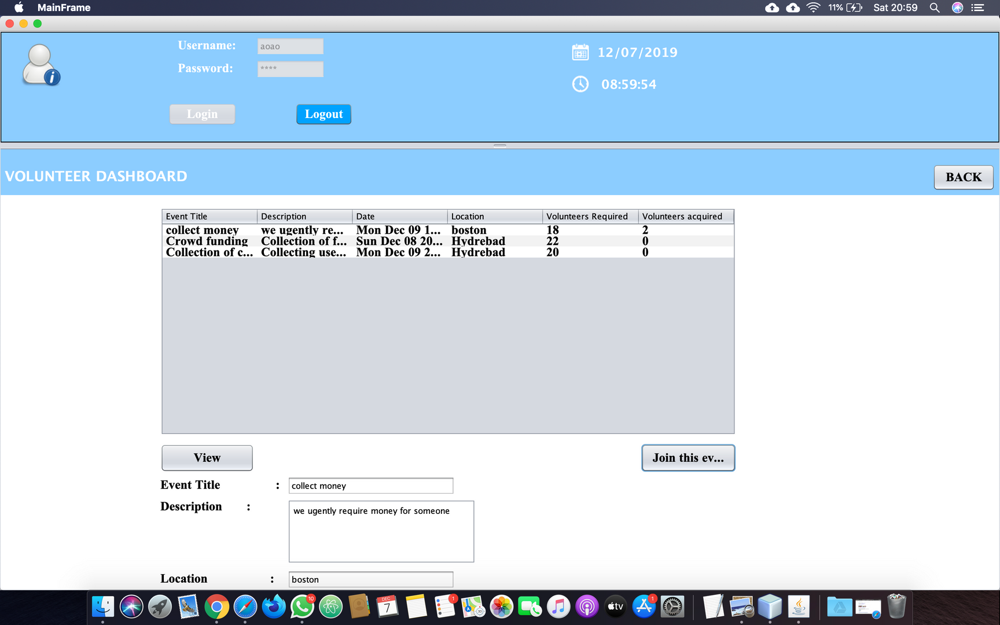 MainFrame 11% Sat 20:59
Username: aoao
Password: ****
12/07/2019
08:59:54
Login Logout
VOLUNTEER DASHBOARD BACK
Event Title Description Date Location Volunteers Required Volunteers acquired
collect money we ugently re... Mon Dec 09 1... boston 18 2
Crowd funding Collection of f... Sun Dec 08 20... Hydrebad 22 0
Collection of c... Collecting use... Mon Dec 09 2... Hydrebad 20 0
View Join this ev...
Event Title : collect money
Description : we ugently require money for someone
Location : boston
10 DEC 7 1 30 tv 1